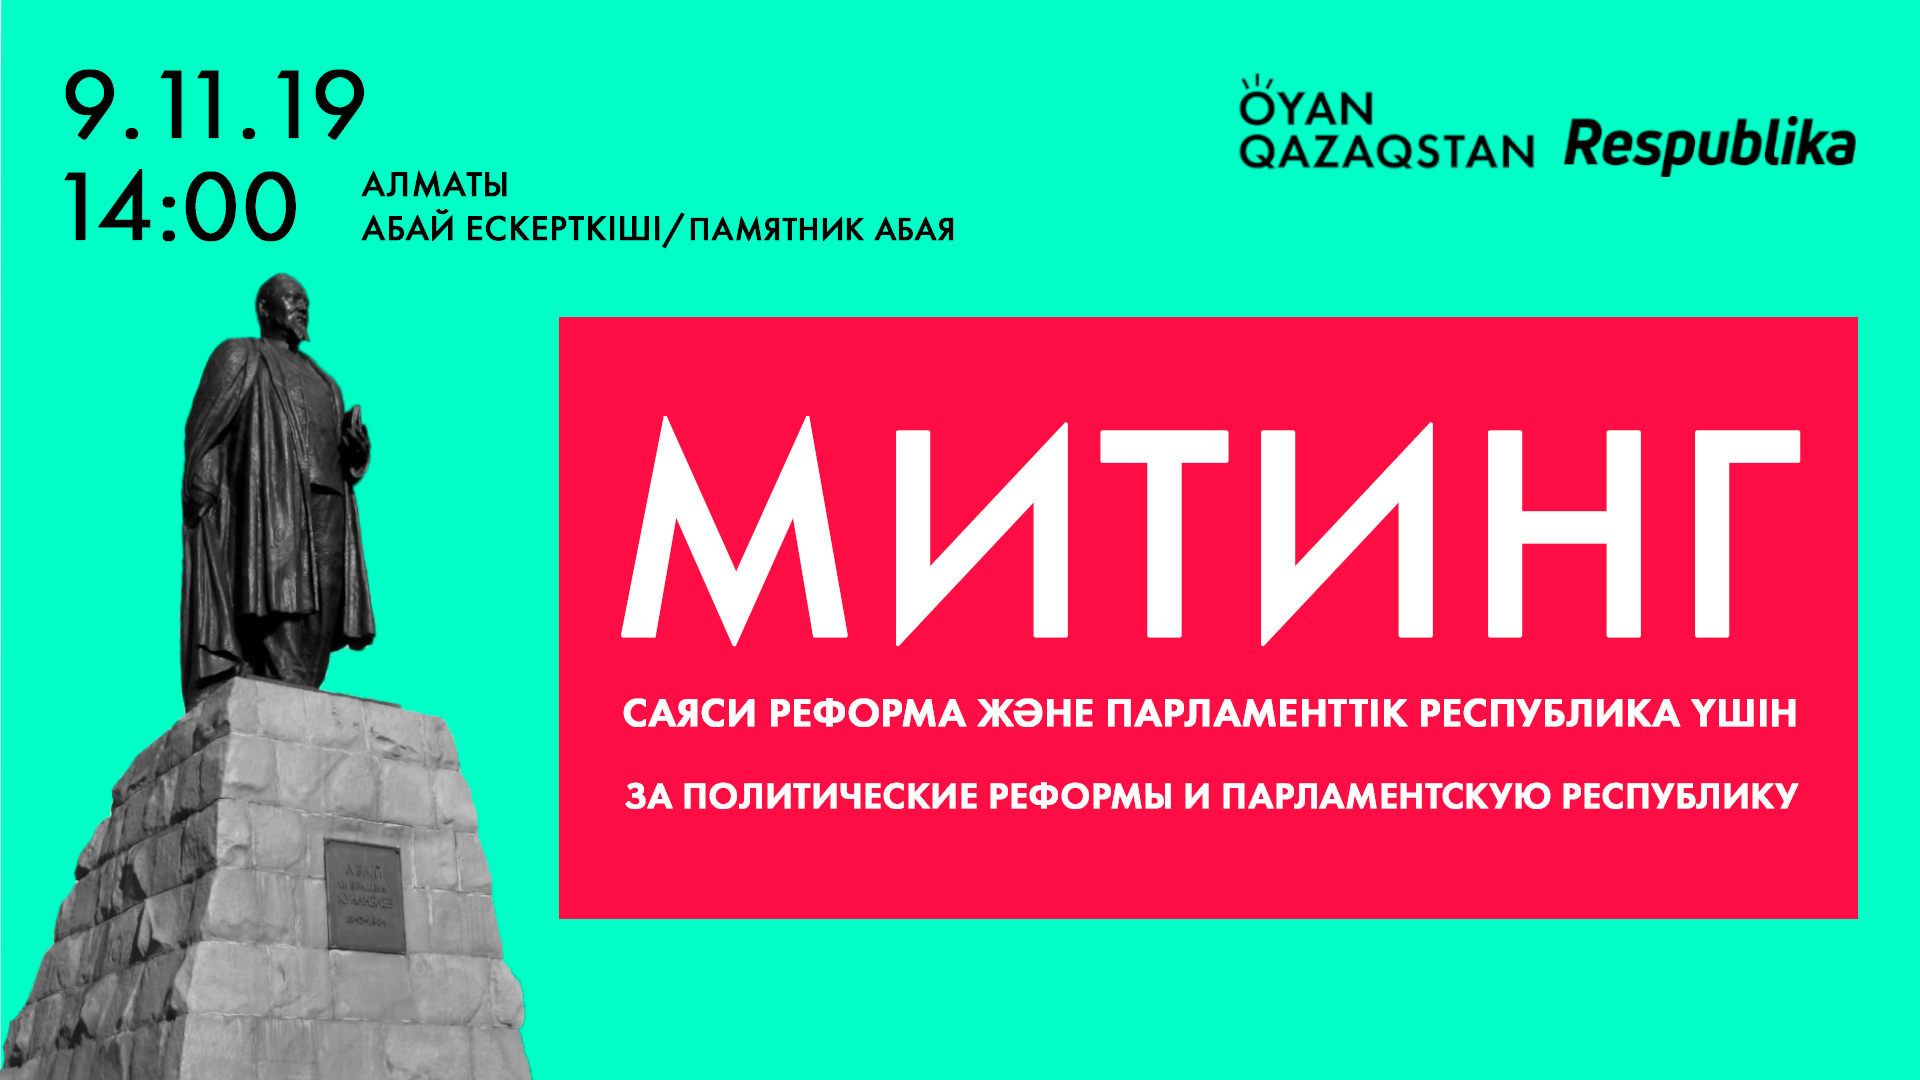 9.11.19
14:00
АЛМАТЫ
АБАЙ ЕСКЕРТКІШІ/ПАМЯТНИК АБАЯ
OYAN
QAZAQSTAN
Respublika
МИТИНГ
САЯСИ РЕФОРМА ЖӘНЕ ПАРЛАМЕНТТІК РЕСПУБЛИКА ҮШІН
ЗА ПОЛИТИЧЕСКИЕ РЕФОРМЫ И ПАРЛАМЕНТСКУЮ РЕСПУБЛИКУ
АБАЙ
КУНАНБАЕВ